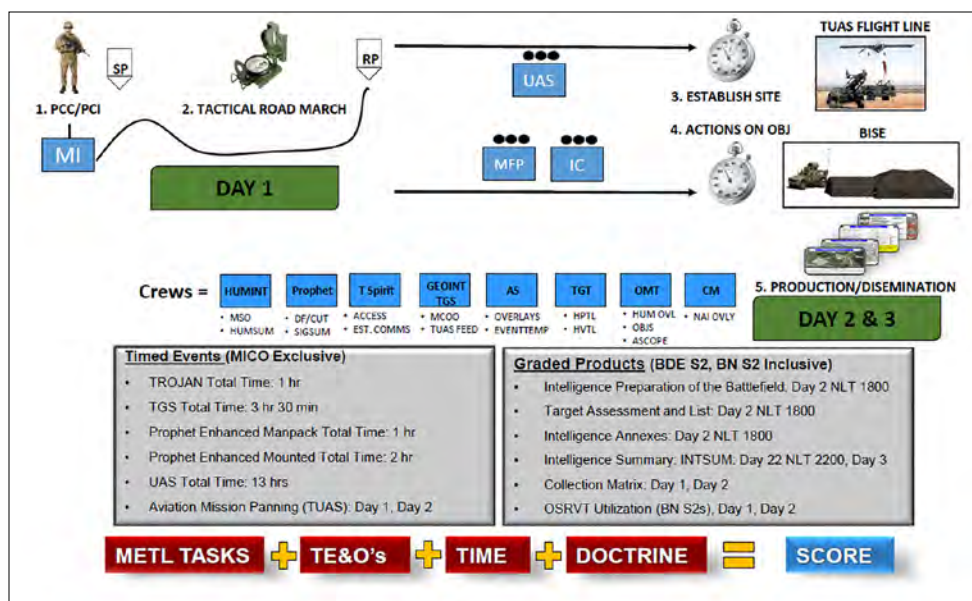 TUAS FLIGHT LINE
SP
RP
UAS
1. PCC/PCI
2. TACTICAL ROAD MARCH
3. ESTABLISH SITE
4. ACTIONS ON OBJ
BISE
MI
MFP
IC
DAY 1
Crews =
HUMINT
• MSO
• HUMSUM
Prophet
• DF/CUT
• SIGSUM
T Spirit
• ACCESS
• EST. COMMS
GEOINT
TGS
• MCOO
• TUAS FEED
AS
• OVERLAYS
• EVENTTEMP
TGT
• HPTL
• HVTL
OMT
• HUM OVL
• OBJS
• ASCOPE
CM
• NAI OVLY
5. PRODUCTION/DISEMINATION
DAY 2 & 3
Timed Events (MICO Exclusive)
• TROJAN Total Time: 1 hr
• TGS Total Time: 3 hr 30 min
• Prophet Enhanced Manpack Total Time: 1 hr
• Prophet Enhanced Mounted Total Time: 2 hr
• UAS Total Time: 13 hrs
• Aviation Mission Panning (TUAS): Day 1, Day 2
Graded Products (BDE S2, BN S2 Inclusive)
• Intelligence Preparation of the Battlefield: Day 2 NLT 1800
• Target Assessment and List: Day 2 NLT 1800
• Intelligence Annexes: Day 2 NLT 1800
• Intelligence Summary: INTSUM: Day 22 NLT 2200, Day 3
• Collection Matrix: Day 1, Day 2
• OSRVT Utilization (BN S2s), Day 1, Day 2
METL TASKS + TE&O's + TIME + DOCTRINE = SCORE